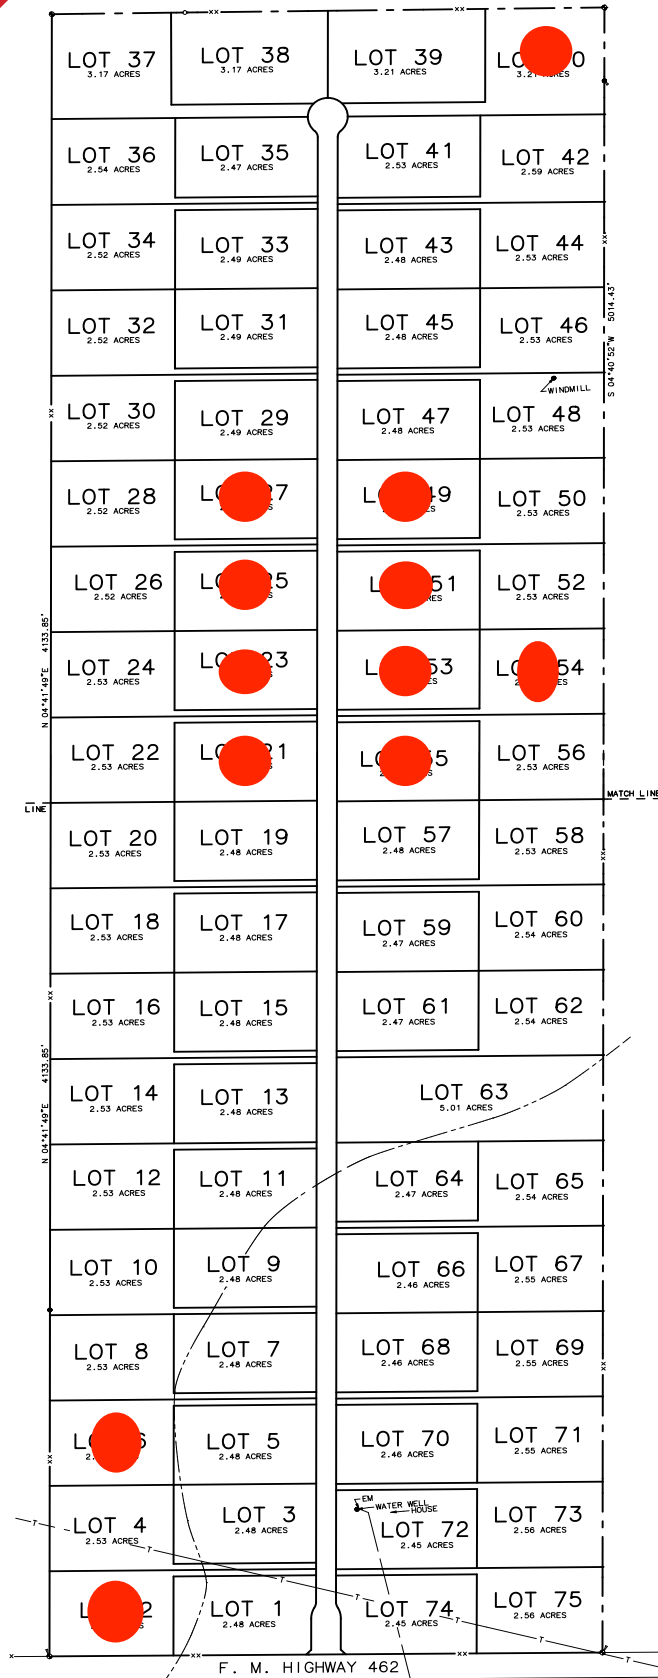 LOT 37
3.17 ACRES
LOT 38
3.17 ACRES
LOT 39
3.21 ACRES
LOT 36
2.54 ACRES
LOT 35
2.47 ACRES
LOT 41
2.53 ACRES
LOT 42
2.59 ACRES
LOT 34
2.52 ACRES
LOT 33
2.49 ACRES
LOT 43
2.48 ACRES
LOT 44
2.53 ACRES
LOT 32
2.52 ACRES
LOT 31
2.49 ACRES
LOT 45
2.48 ACRES
LOT 46
2.53 ACRES
S 04°40'52"W 5014.43'
WINDMILL
LOT 30
2.52 ACRES
LOT 29
2.49 ACRES
LOT 47
2.48 ACRES
LOT 48
2.53 ACRES
LOT 28
2.52 ACRES
27
49
LOT 50
2.53 ACRES
LOT 26
2.52 ACRES
25
51
LOT 52
2.53 ACRES
N 04°41'49"E 4133.85'
LOT 24
2.53 ACRES
23
53
54
LOT 22
2.53 ACRES
21
LOT 56
2.53 ACRES
LINE
MATCH LINE
LOT 20
2.53 ACRES
LOT 19
2.48 ACRES
LOT 57
2.48 ACRES
LOT 58
2.53 ACRES
LOT 18
2.53 ACRES
LOT 17
2.48 ACRES
LOT 59
2.47 ACRES
LOT 60
2.54 ACRES
LOT 16
2.53 ACRES
LOT 15
2.48 ACRES
LOT 61
2.47 ACRES
LOT 62
2.54 ACRES
N 04°41'49"E 4133.85'
LOT 14
2.53 ACRES
LOT 13
2.48 ACRES
LOT 63
5.01 ACRES
LOT 12
2.53 ACRES
LOT 11
2.48 ACRES
LOT 64
2.47 ACRES
LOT 65
2.54 ACRES
LOT 10
2.53 ACRES
LOT 9
2.48 ACRES
LOT 66
2.46 ACRES
LOT 67
2.55 ACRES
LOT 8
2.53 ACRES
LOT 7
2.48 ACRES
LOT 68
2.46 ACRES
LOT 69
2.55 ACRES
LOT 5
2.48 ACRES
LOT 70
2.46 ACRES
LOT 71
2.55 ACRES
LOT 4
2.53 ACRES
LOT 3
2.48 ACRES
EM
WATER WELL
HOUSE
LOT 72
2.45 ACRES
LOT 73
2.56 ACRES
2
LOT 1
2.48 ACRES
LOT 74
2.45 ACRES
LOT 75
2.56 ACRES
F. M. HIGHWAY 462